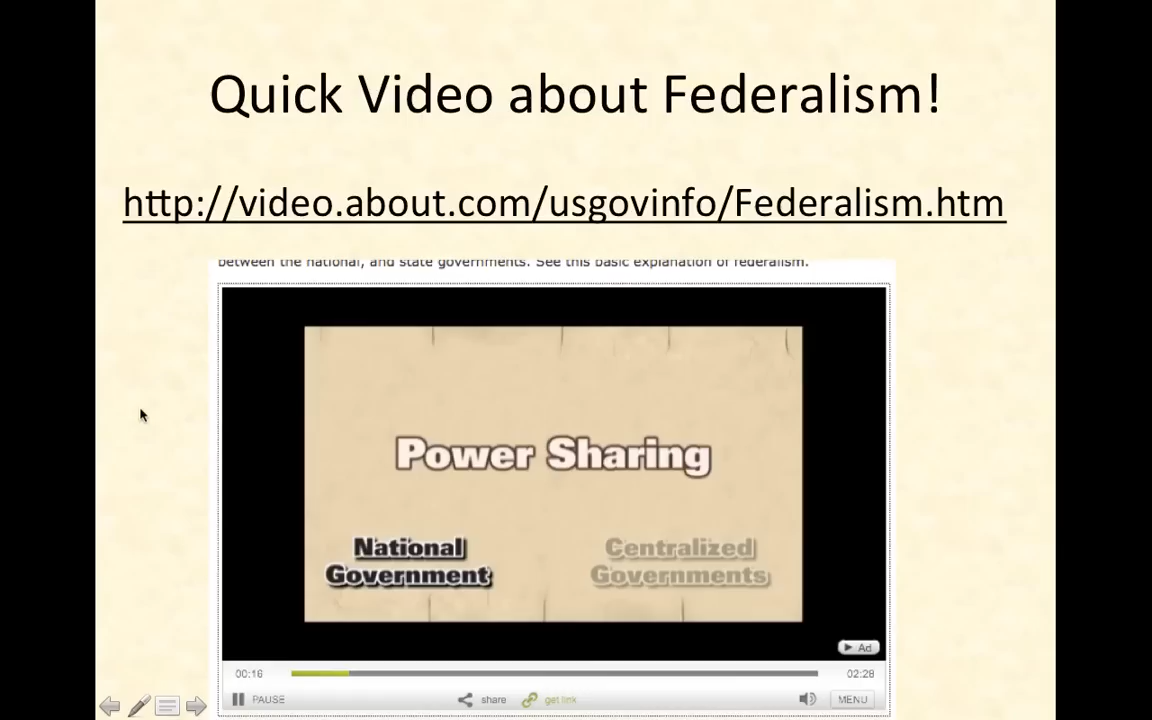 Quick Video about Federalism!
http://video.about.com/usgovinfo/Federalism.htm
between the national, and state governments. See this basic explanation of federalism.
Power Sharing
National
Government
Centralized
Governments
Ad
00:16
02:28
PAUSE
share
get link
MENU